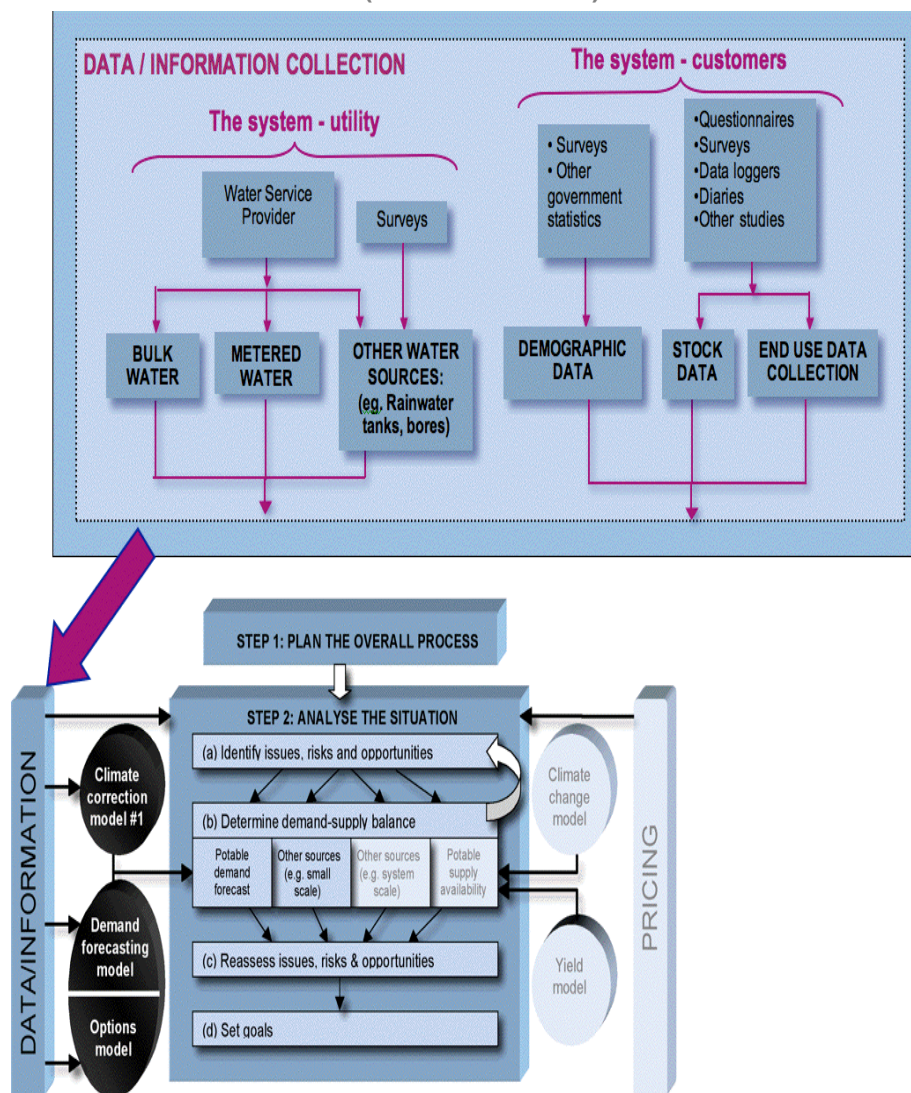 DATA / INFORMATION COLLECTION
The system - customers
The system - utility
Water Service
Provider
Surveys
• Surveys
• Other
government
statistics
•Questionnaires
•Surveys
•Data loggers
•Diaries
•Other studies
BULK
WATER
METERED
WATER
OTHER WATER
SOURCES:
(eg. Rainwater
tanks, bores)
DEMOGRAPHIC
DATA
STOCK
DATA
END USE DATA
COLLECTION
STEP 1: PLAN THE OVERALL PROCESS
STEP 2: ANALYSE THE SITUATION
(a) Identify issues, risks and opportunities
(b) Determine demand-supply balance
Potable
demand
forecast
Other sources
(e.g. small
scale)
Other sources
(e.g. system
scale)
Potable
supply
availability
(c) Reassess issues, risks & opportunities
(d) Set goals
DATA/INFORMATION
Climate
correction
model #1
Demand
forecasting
model
Options
model
Climate
change
model
Yield
model
PRICING